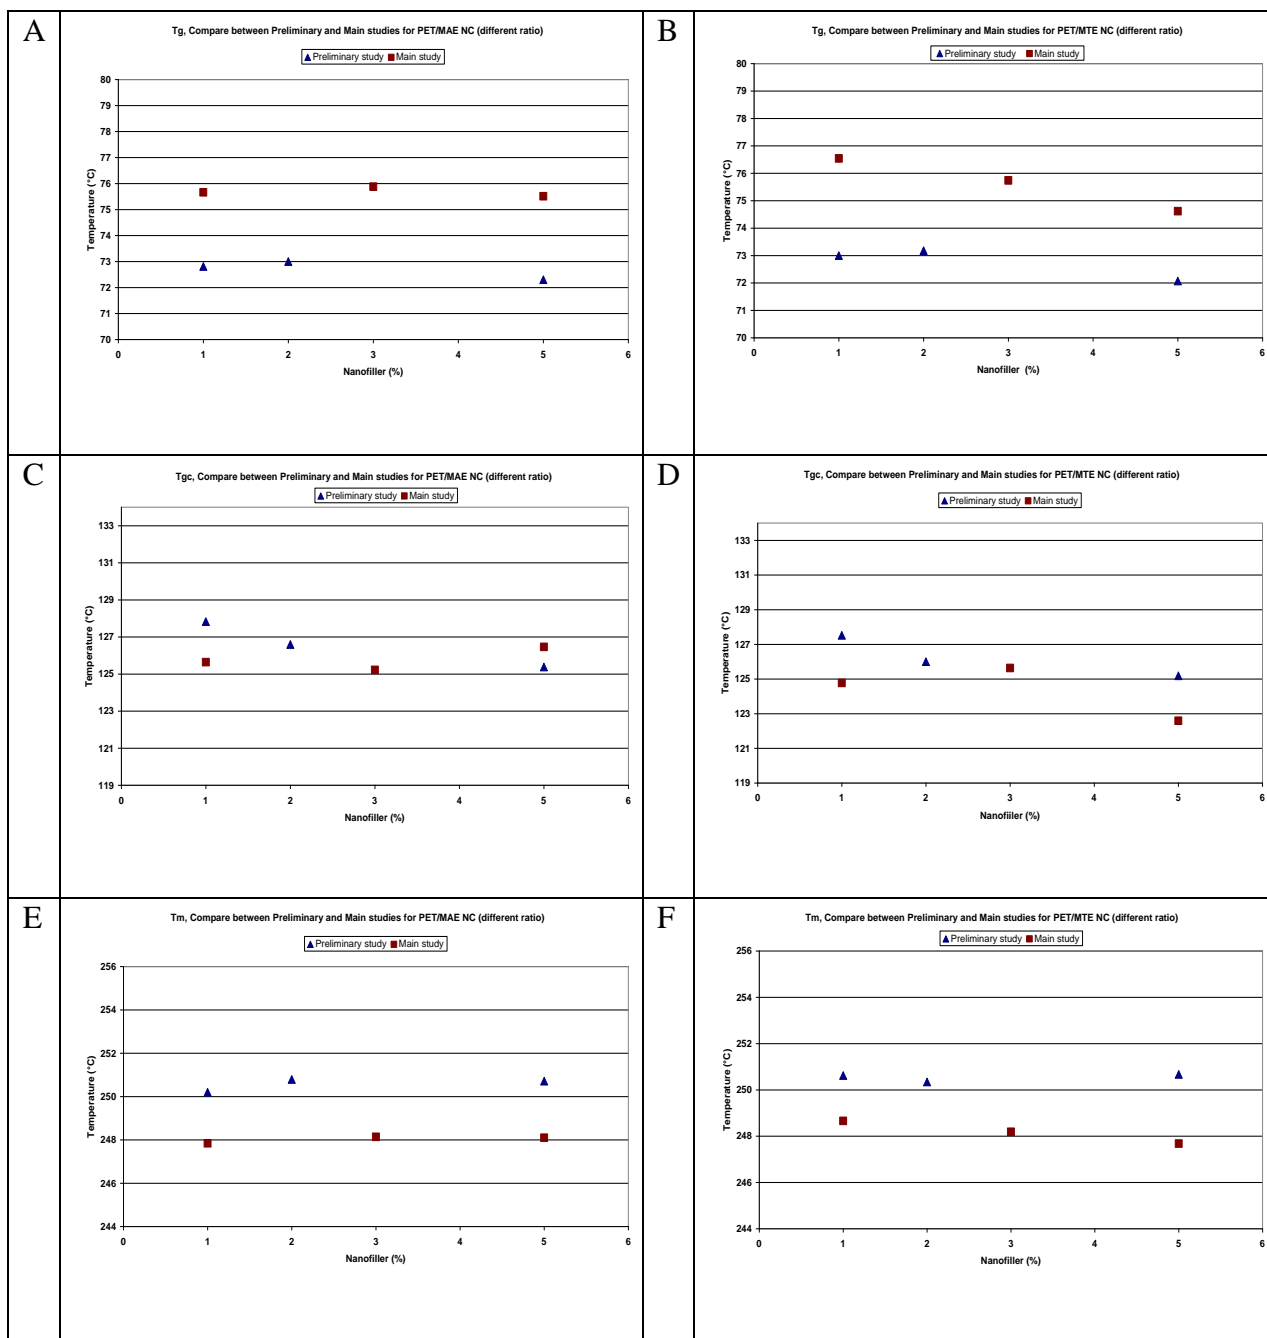 A
Tg, Compare between Preliminary and Main studies for PET/MAE NC (different ratio)
Preliminary study Main study
Temperature (°C)
80
79
78
77
76
75
74
73
72
71
70
0 1 2 3 4 5 6
Nanofiller (%)
B
Tg, Compare between Preliminary and Main studies for PET/MTE NC (different ratio)
Preliminary study Main study
Temperature (°C)
80
79
78
77
76
75
74
73
72
71
70
0 1 2 3 4 5 6
Nanofiller (%)
C
Tgc, Compare between Preliminary and Main studies for PET/MAE NC (different ratio)
Preliminary study Main study
Temperature (°C)
133
131
129
127
125
123
121
119
0 1 2 3 4 5 6
Nanofiller (%)
D
Tgc, Compare between Preliminary and Main studies for PET/MTE NC (different ratio)
Preliminary study Main study
Temperature (°C)
133
131
129
127
125
123
121
119
0 1 2 3 4 5 6
Nanofiiler (%)
E
Tm, Compare between Preliminary and Main studies for PET/MAE NC (different ratio)
Preliminary study Main study
Temperature (°C)
256
254
252
250
248
246
244
0 1 2 3 4 5 6
Nanofiller (%)
F
Tm, Compare between Preliminary and Main studies for PET/MTE NC (different ratio)
Preliminary study Main study
Temperature (°C)
256
254
252
250
248
246
244
0 1 2 3 4 5 6
Nanofiller (%)